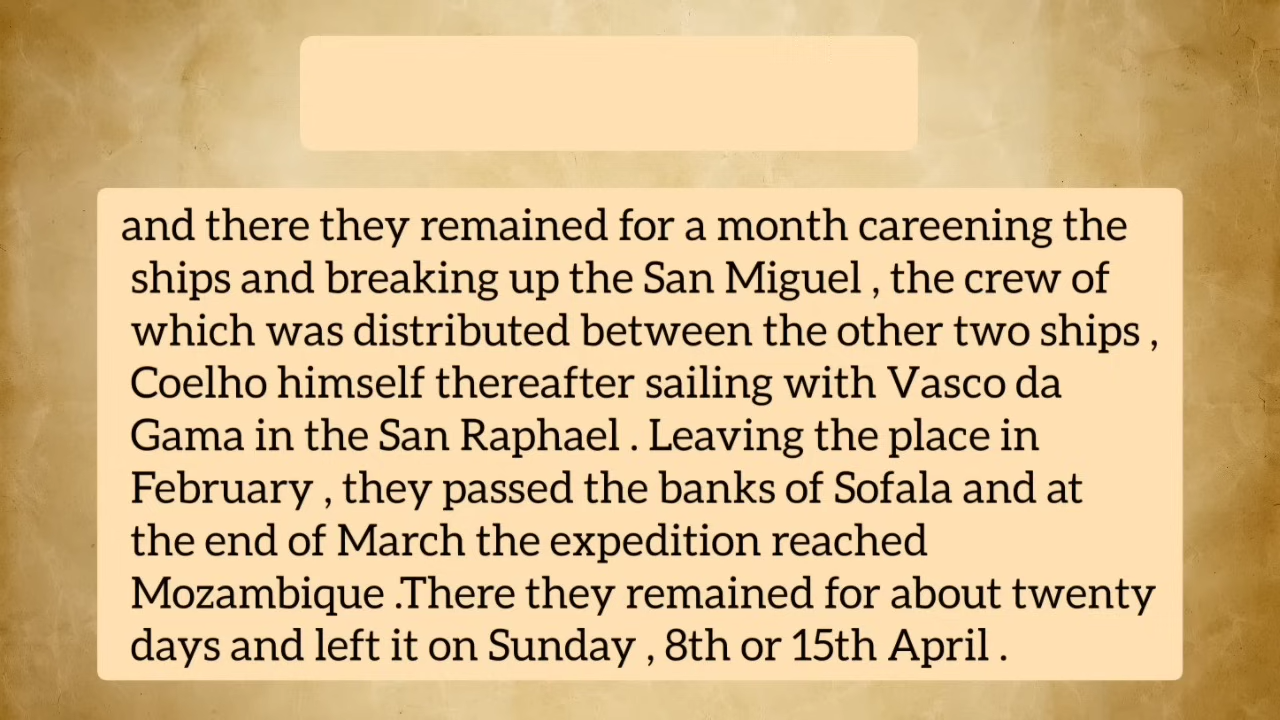 and there they remained for a month careening the
ships and breaking up the San Miguel , the crew of
which was distributed between the other two ships ,
Coelho himself thereafter sailing with Vasco da
Gama in the San Raphael . Leaving the place in
February , they passed the banks of Sofala and at
the end of March the expedition reached
Mozambique .There they remained for about twenty
days and left it on Sunday , 8th or 15th April .